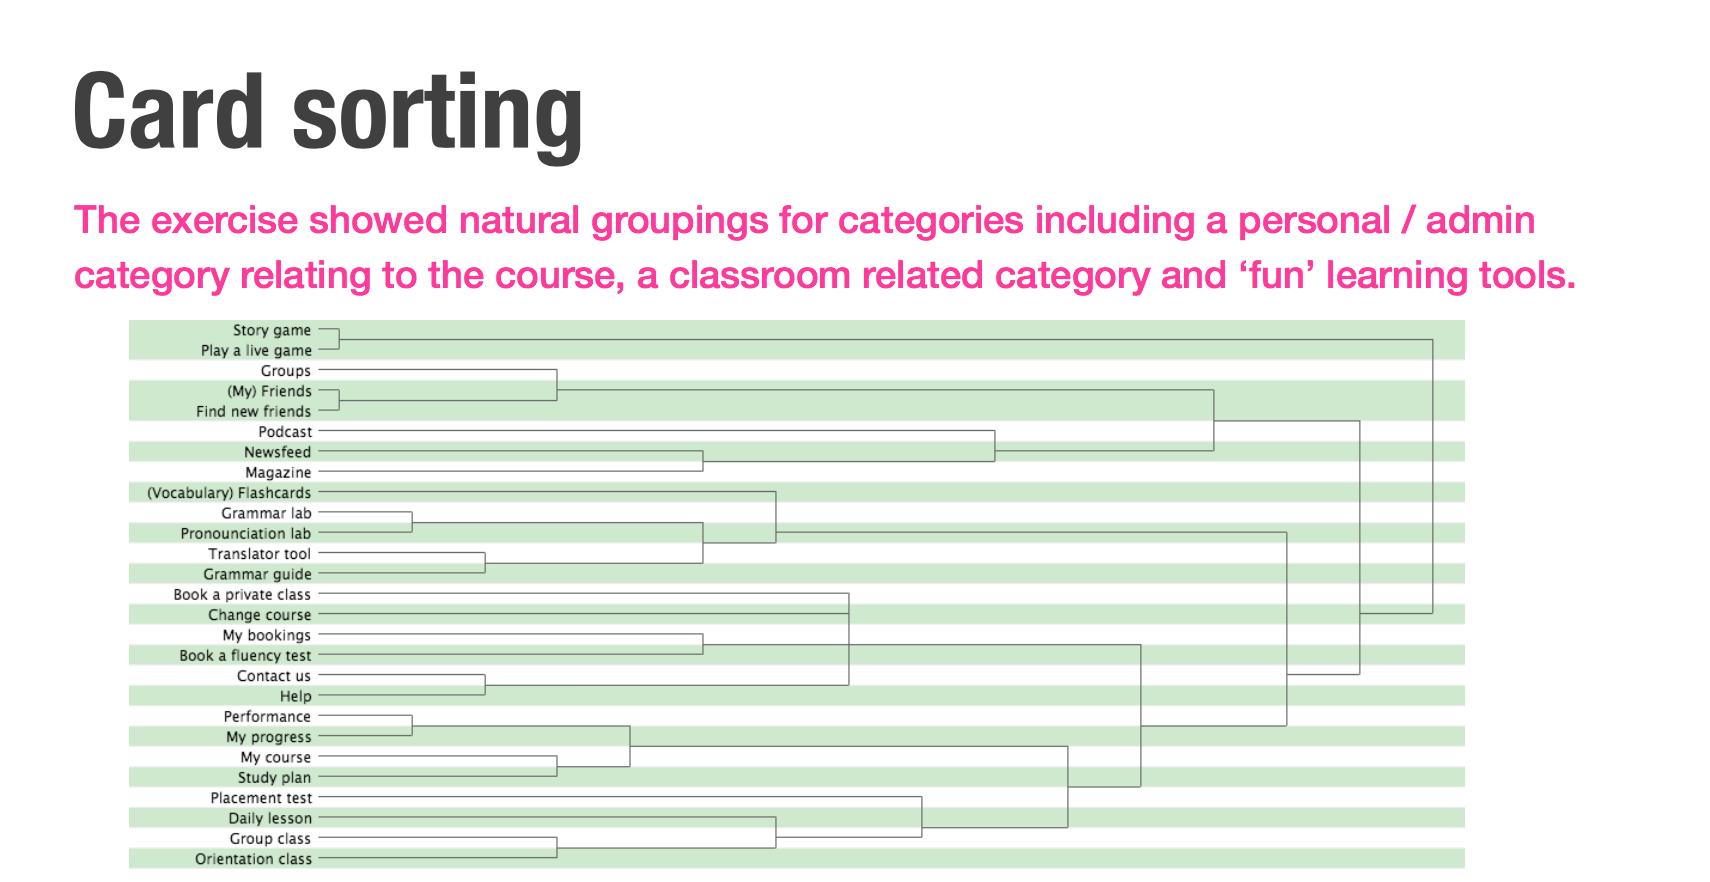 Card sorting
The exercise showed natural groupings for categories including a personal / admin
category relating to the course, a classroom related category and ‘fun’ learning tools.
Story game
Play a live game
Groups
(My) Friends
Find new friends
Podcast
Newsfeed
Magazine
(Vocabulary) Flashcards
Grammar lab
Pronounciation lab
Translator tool
Grammar guide
Book a private class
Change course
My bookings
Book a fluency test
Contact us
Help
Performance
My progress
My course
Study plan
Placement test
Daily lesson
Group class
Orientation class